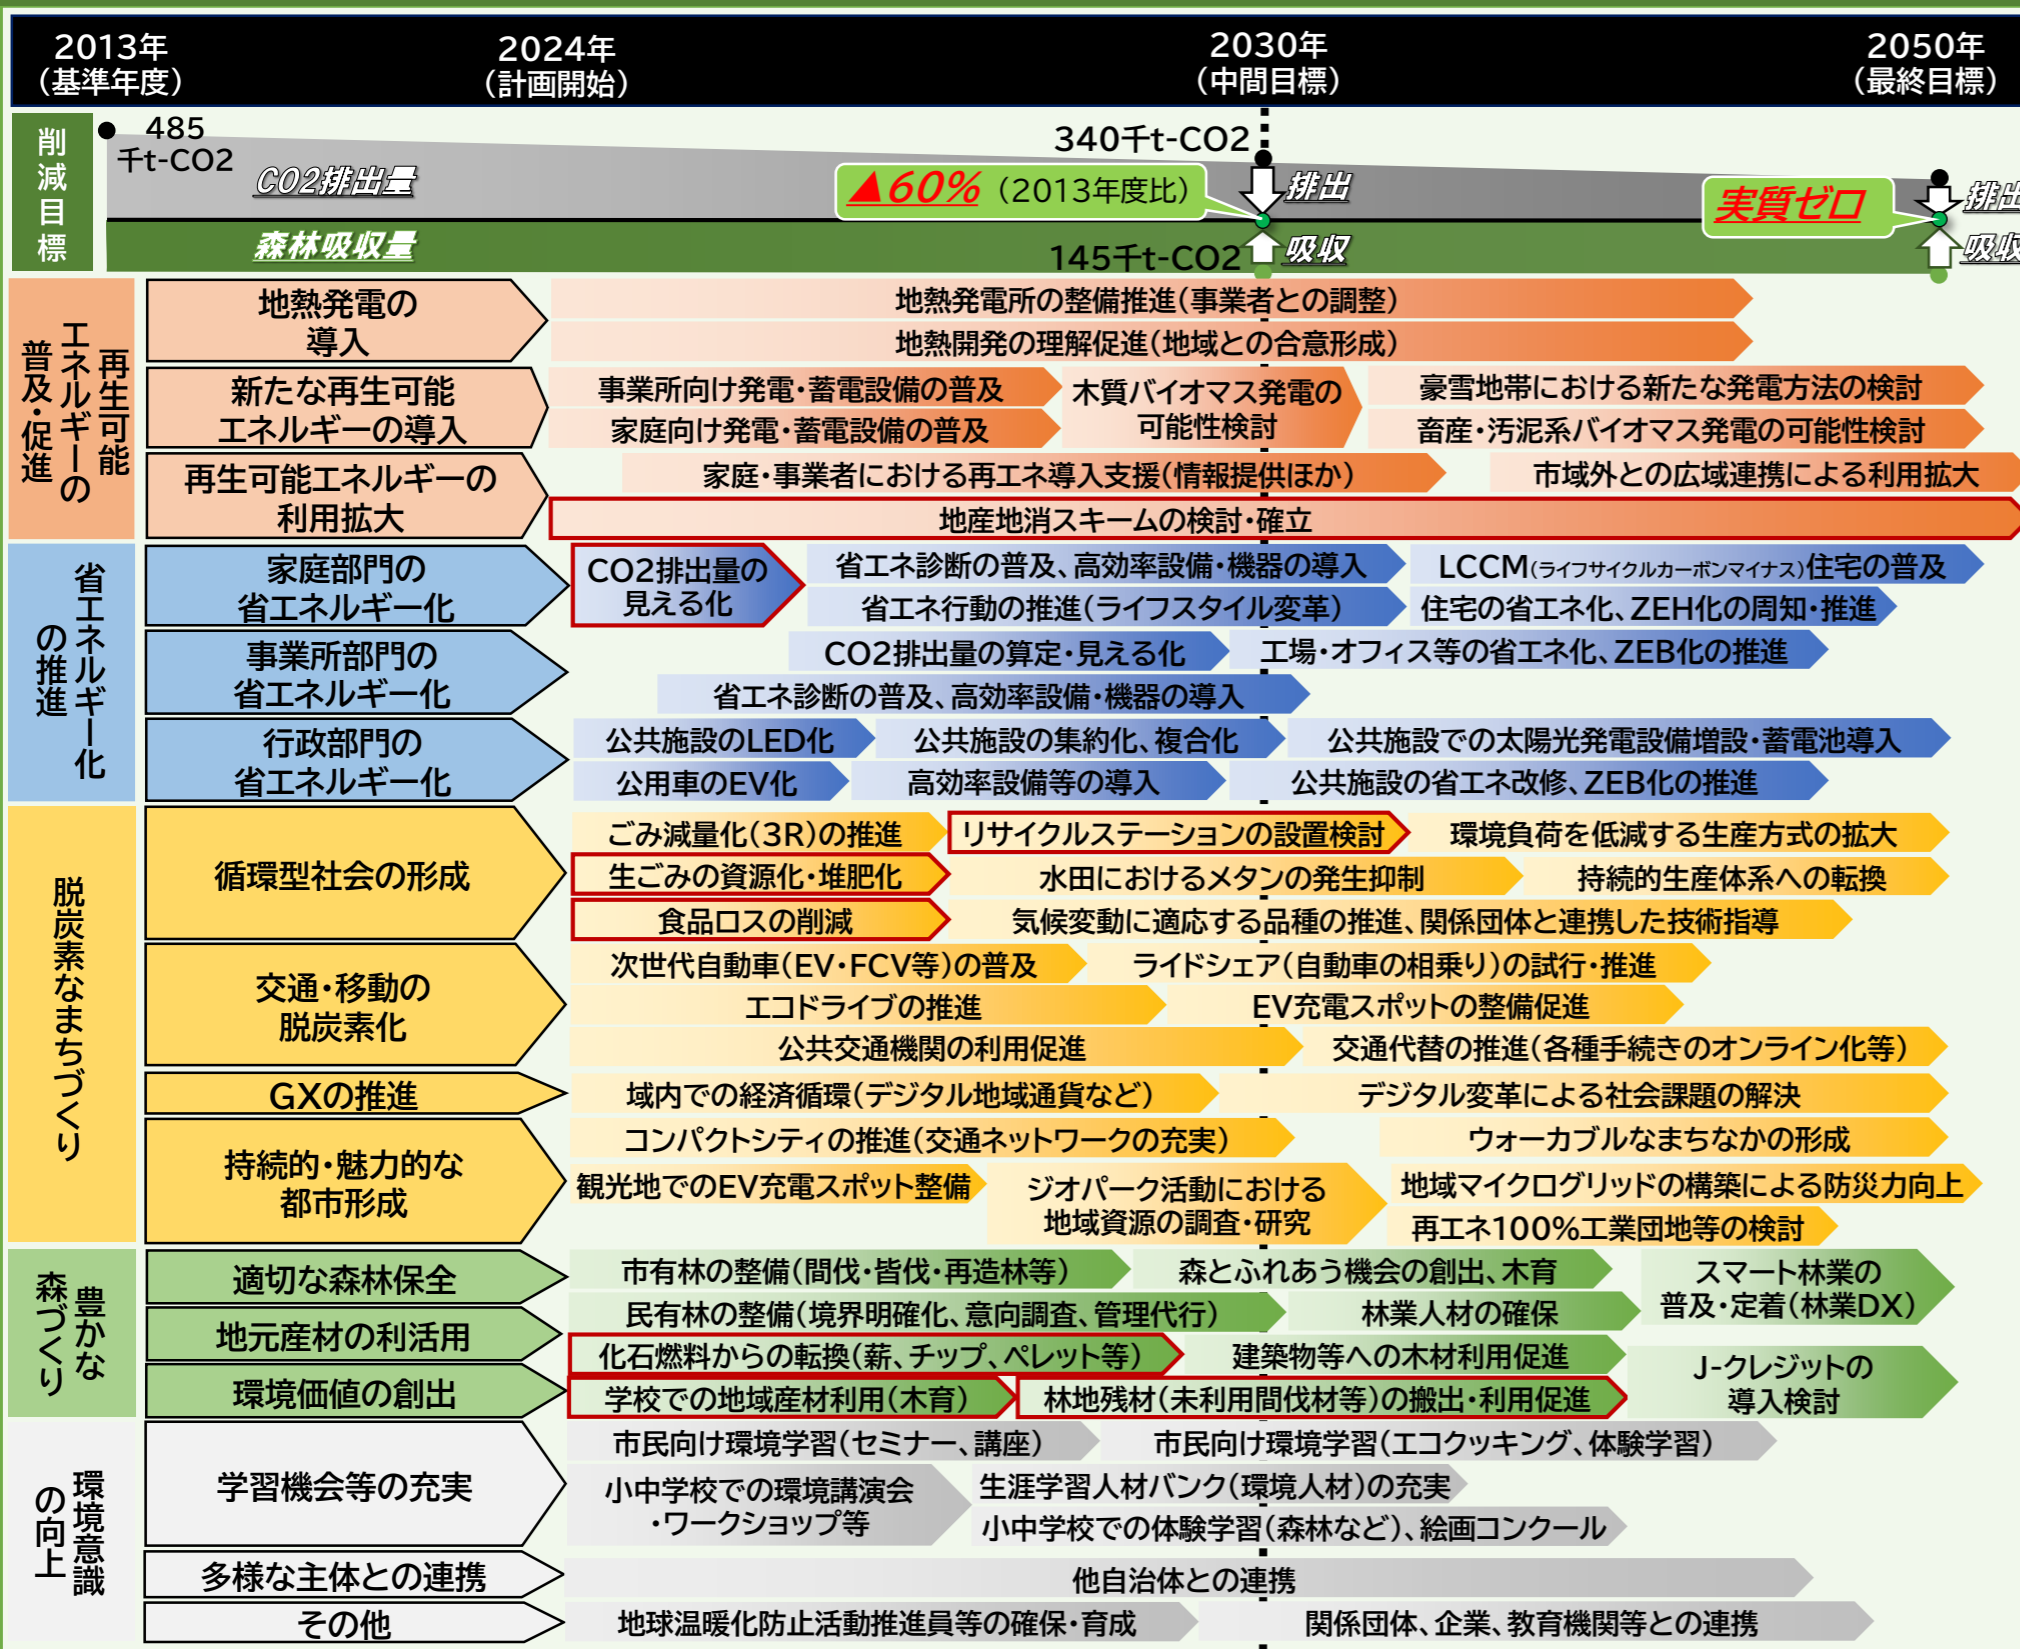 2013年
（基準年度）
2024年
（計画開始）
2030年
（中間目標）
2050年
（最終目標）
削減目標
485
千t-CO2
CO2排出量
340千t-CO2
▲60%（2013年度比）
排出
実質ゼロ
排出
森林吸収量
145千t-CO2
吸収
吸収
再生可能
エネルギーの
普及・促進
地熱発電の
導入
地熱発電所の整備推進（事業者との調整）
地熱開発の理解促進（地域との合意形成）
新たな再生可能
エネルギーの導入
事業所向け発電・蓄電設備の普及
家庭向け発電・蓄電設備の普及
木質バイオマス発電の
可能性検討
豪雪地帯における新たな発電方法の検討
畜産・汚泥系バイオマス発電の可能性検討
再生可能エネルギーの
利用拡大
家庭・事業者における再エネ導入支援（情報提供ほか）
市域外との広域連携による利用拡大
地産地消スキームの検討・確立
省エネルギー化
の推進
家庭部門の
省エネルギー化
CO2排出量の
見える化
省エネ診断の普及、高効率設備・機器の導入
LCCM（ライフサイクルカーボンマイナス）住宅の普及
省エネ行動の推進（ライフスタイル変革）
住宅の省エネ化、ZEH化の周知・推進
事業所部門の
省エネルギー化
CO2排出量の算定・見える化
工場・オフィス等の省エネ化、ZEB化の推進
省エネ診断の普及、高効率設備・機器の導入
行政部門の
省エネルギー化
公共施設のLED化
公共施設の集約化、複合化
公共施設での太陽光発電設備増設・蓄電池導入
公用車のEV化
高効率設備等の導入
公共施設の省エネ改修、ZEB化の推進
脱炭素なまちづくり
循環型社会の形成
ごみ減量化（3R）の推進
リサイクルステーションの設置検討
環境負荷を低減する生産方式の拡大
生ごみの資源化・堆肥化
水田におけるメタンの発生抑制
持続的生産体系への転換
食品ロスの削減
気候変動に適応する品種の推進、関係団体と連携した技術指導
交通・移動の
脱炭素化
次世代自動車（EV・FCV等）の普及
ライドシェア（自動車の相乗り）の試行・推進
エコドライブの推進
EV充電スポットの整備促進
公共交通機関の利用促進
交通代替の推進（各種手続きのオンライン化等）
GXの推進
域内での経済循環（デジタル地域通貨など）
デジタル変革による社会課題の解決
持続的・魅力的な
都市形成
コンパクトシティの推進（交通ネットワークの充実）
ウォーカブルなまちなかの形成
観光地でのEV充電スポット整備
ジオパーク活動における
地域資源の調査・研究
地域マイクログリッドの構築による防災力向上
再エネ100%工業団地等の検討
豊かな
森づくり
適切な森林保全
市有林の整備（間伐・皆伐・再造林等）
森とふれあう機会の創出、木育
スマート林業の
普及・定着（林業DX）
地元産材の利活用
民有林の整備（境界明確化、意向調査、管理代行）
林業人材の確保
化石燃料からの転換（薪、チップ、ペレット等）
建築物等への木材利用促進
J-クレジットの
導入検討
環境価値の創出
学校での地域産材利用（木育）
林地残材（未利用間伐材等）の搬出・利用促進
環境意識
の向上
学習機会等の充実
市民向け環境学習（セミナー、講座）
市民向け環境学習（エコクッキング、体験学習）
小中学校での環境講演会
・ワークショップ等
生涯学習人材バンク（環境人材）の充実
小中学校での体験学習（森林など）、絵画コンクール
多様な主体との連携
他自治体との連携
その他
地球温暖化防止活動推進員等の確保・育成
関係団体、企業、教育機関等との連携